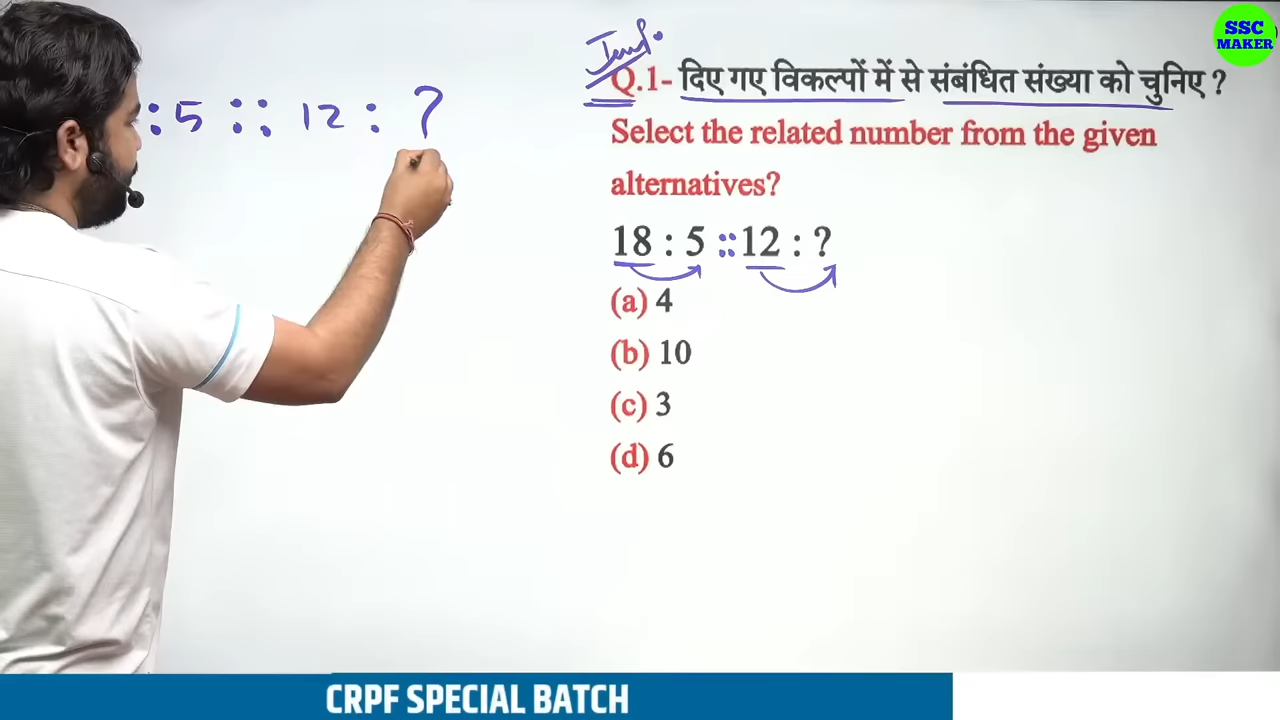 SSC
MAKER
: 5 :: 12 : ?
Q.1- दिए गए विकल्पों में से संबंधित संख्या को चुनिए ?
Select the related number from the given
alternatives?
18 : 5 :: 12 : ?
(a) 4
(b) 10
(c) 3
(d) 6
CRPF SPECIAL BATCH